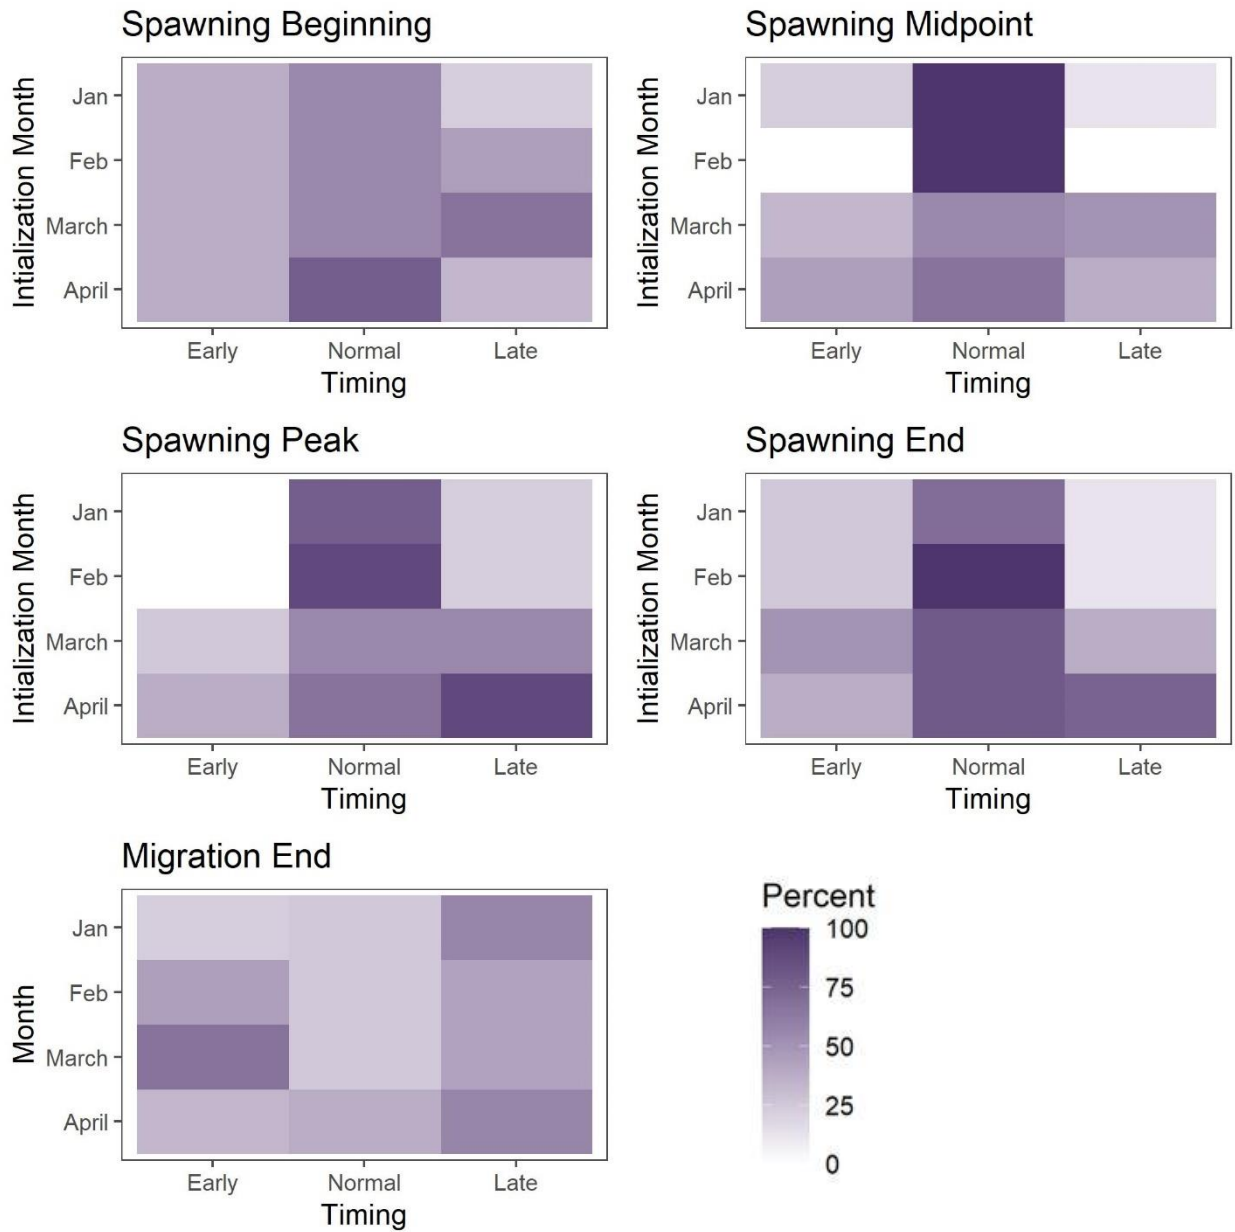 Spawning Beginning
Intialization Month
Jan
Feb
March
April
Early Normal Late
Timing
Spawning Midpoint
Intialization Month
Jan
Feb
March
April
Early Normal Late
Timing
Spawning Peak
Intialization Month
Jan
Feb
March
April
Early Normal Late
Timing
Spawning End
Intialization Month
Jan
Feb
March
April
Early Normal Late
Timing
Migration End
Month
Jan
Feb
March
April
Early Normal Late
Timing
Percent
100
75
50
25
0